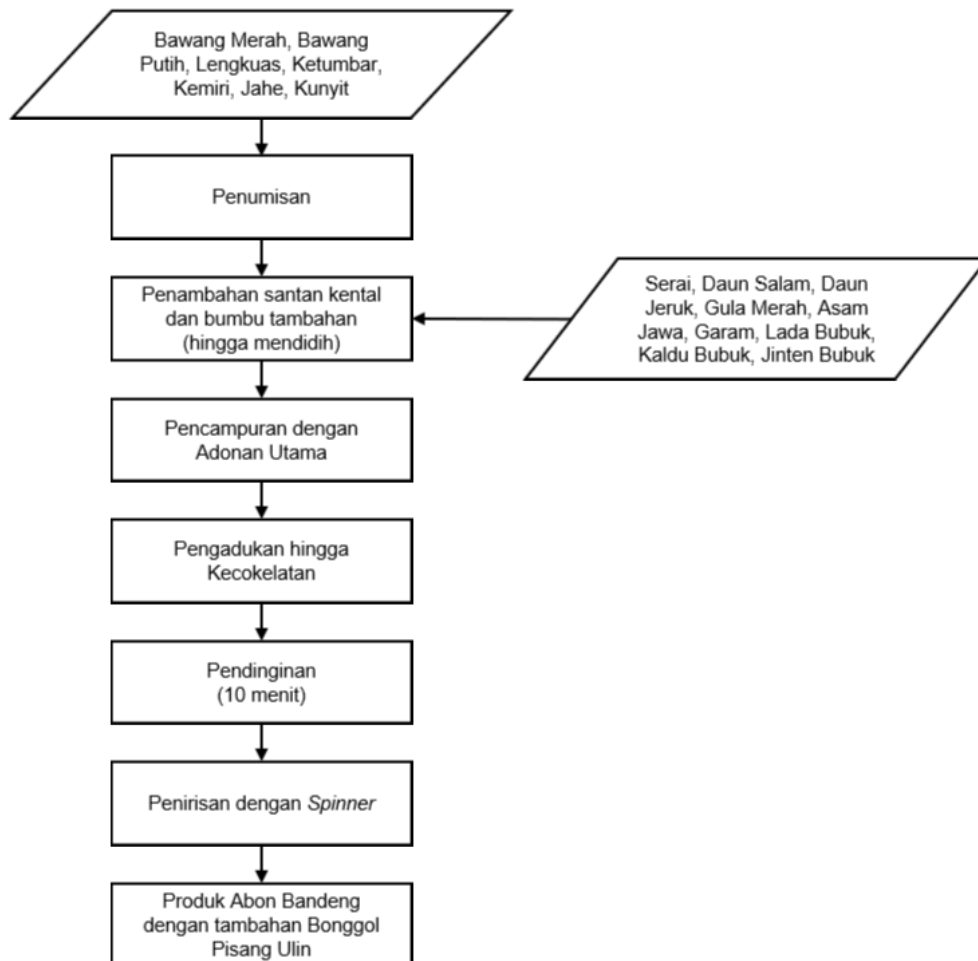 Bawang Merah, Bawang
Putih, Lengkuas, Ketumbar,
Kemiri, Jahe, Kunyit
Penumisan
Penambahan santan kental
dan bumbu tambahan
(hingga mendidih)
Serai, Daun Salam, Daun
Jeruk, Gula Merah, Asam
Jawa, Garam, Lada Bubuk,
Kaldu Bubuk, Jinten Bubuk
Pencampuran dengan
Adonan Utama
Pengadukan hingga
Kecokelatan
Pendinginan
(10 menit)
Penirisan dengan Spinner
Produk Abon Bandeng
dengan tambahan Bonggol
Pisang Ulin